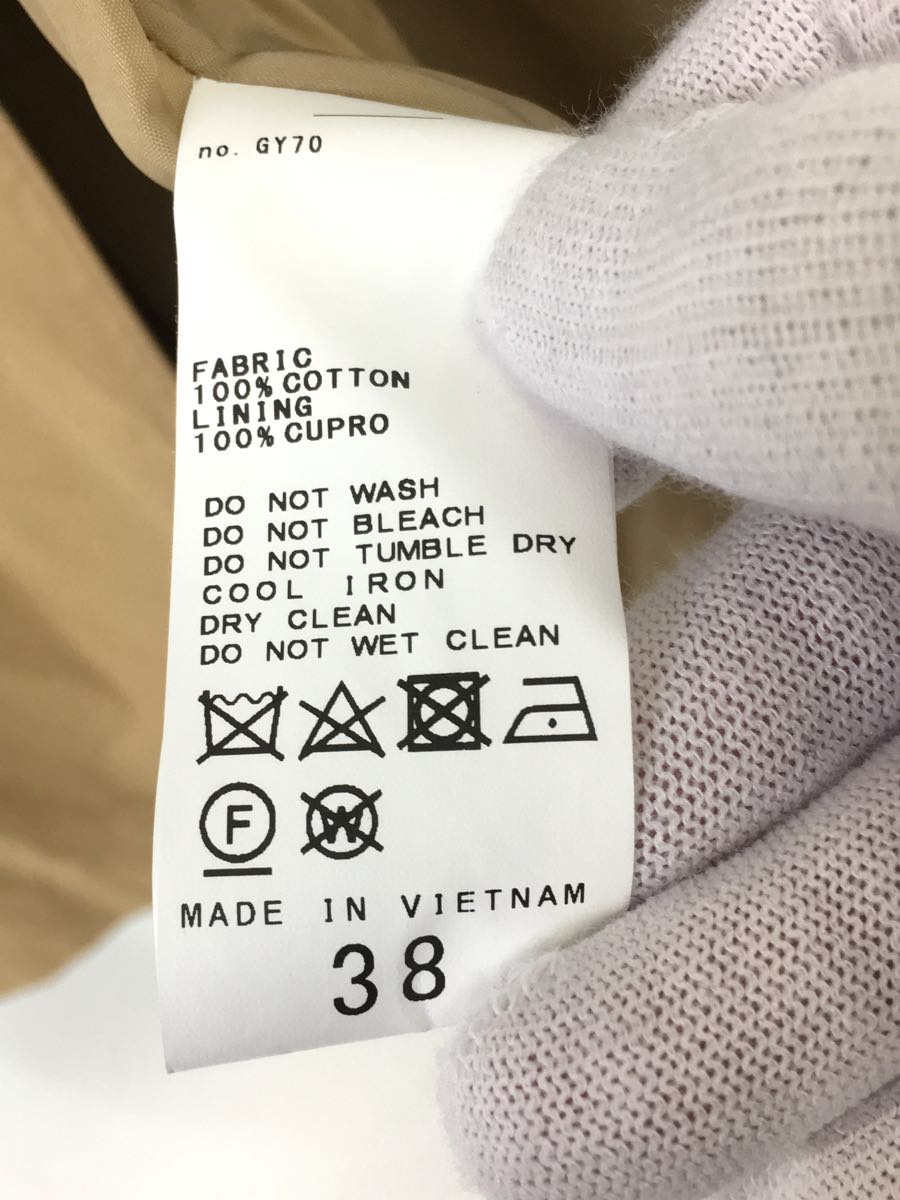 no. GY70
FABRIC
100% COTTON
LINING
100% CUPRO
DO NOT WASH
DO NOT BLEACH
DO NOT TUMBLE DRY
COOL IRON
DRY CLEAN
DO NOT WET CLEAN
F W
MADE IN VIETNAM
38